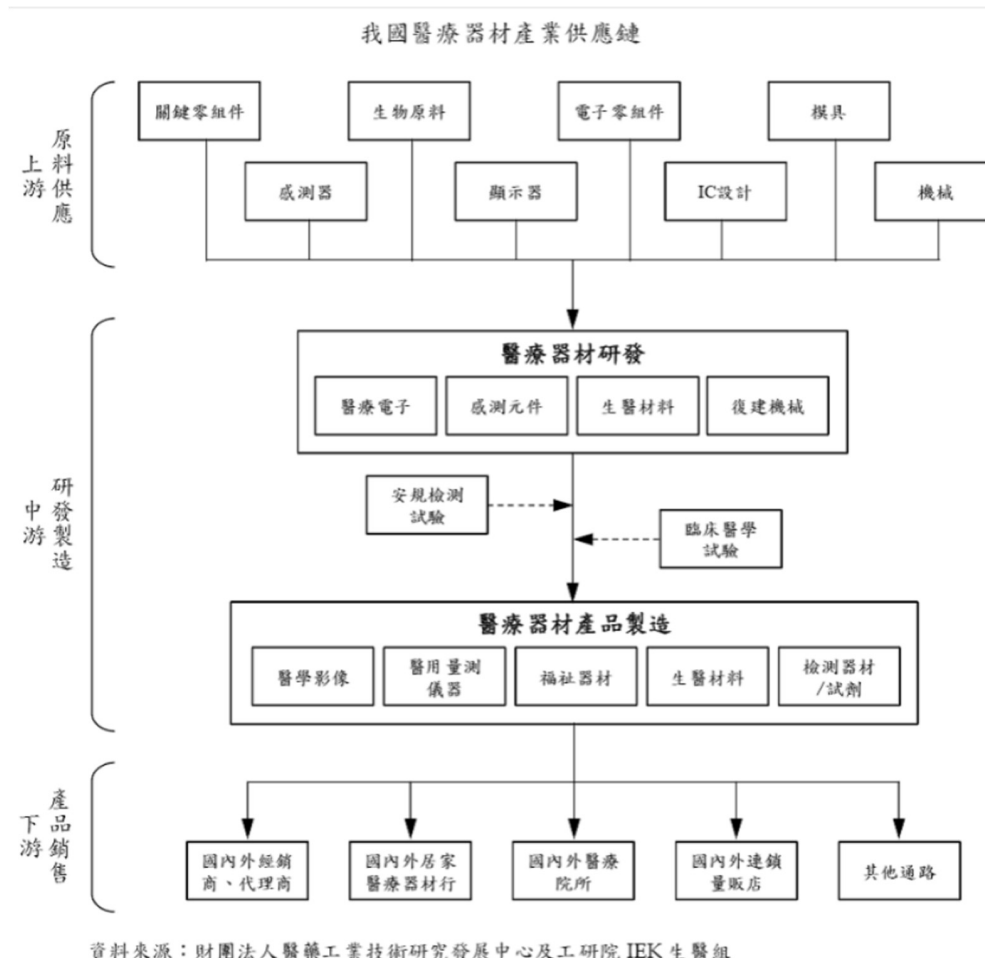 我國醫療器材產業供應鏈
上游
原料供應
關鍵零組件
生物原料
電子零組件
模具
感測器
顯示器
IC設計
機械
中游
研發製造
醫療器材研發
醫療電子
感測元件
生醫材料
復建機械
安規檢測
試驗
臨床醫學
試驗
醫療器材產品製造
醫學影像
醫用量測
儀器
福祉器材
生醫材料
檢測器材
/試劑
下游
產品銷售
國內外經銷
商、代理商
國內外居家
醫療器材行
國內外醫療
院所
國內外連鎖
量販店
其他通路
資料來源：財團法人醫藥工業技術研究發展中心及工研院 IEK 生醫組